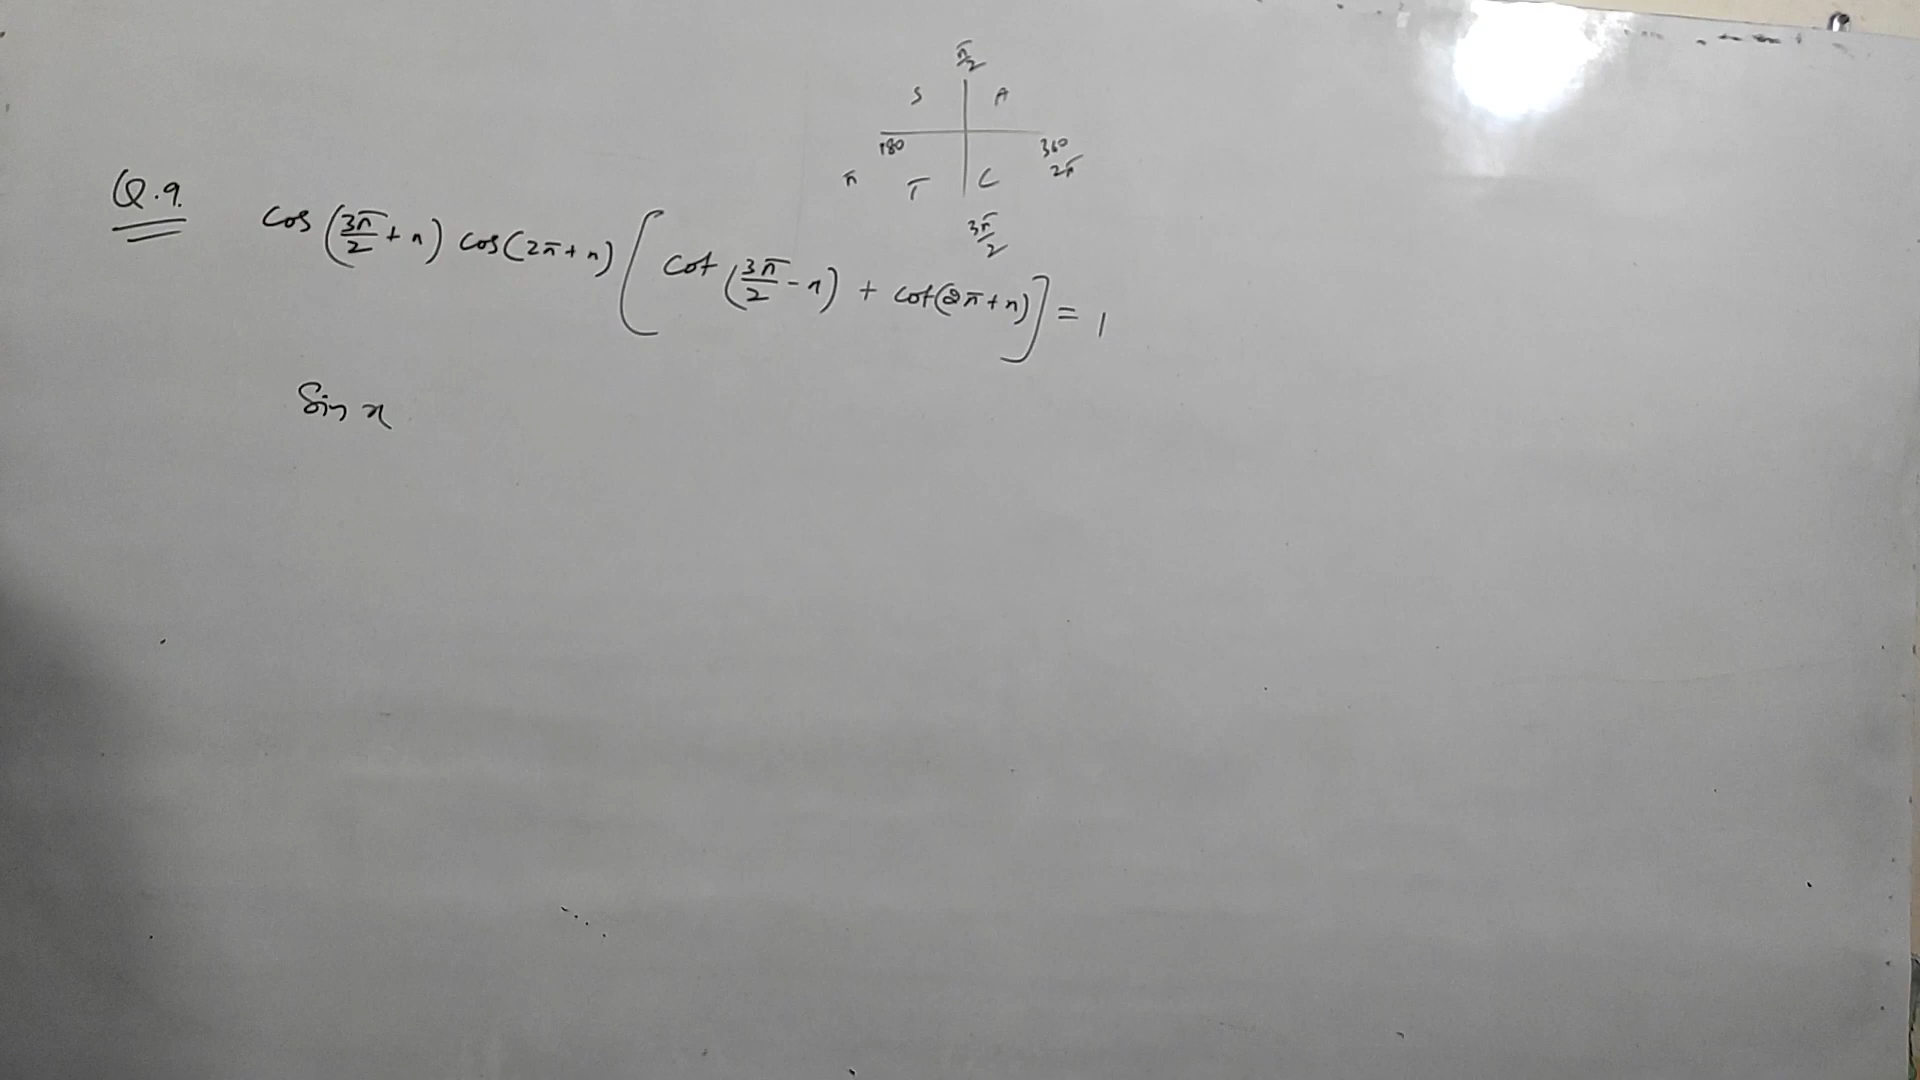 π/2
S A
180 360
π T C 2π
3π/2
Q.9. cos (3π/2 + x) cos(2π + x) [ cot (3π/2 - x) + cot(2π + x) ] = 1
Sin x